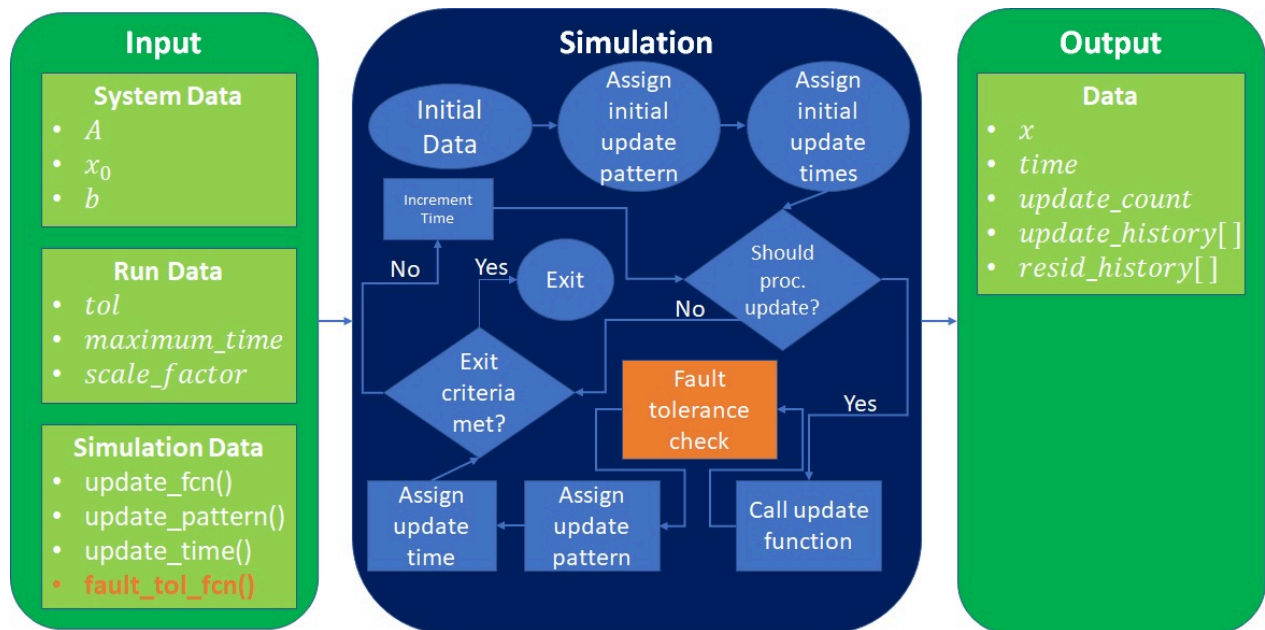 Input
System Data
• A
• x₀
• b
Run Data
• tol
• maximum_time
• scale_factor
Simulation Data
• update_fcn()
• update_pattern()
• update_time()
• fault_tol_fcn()
Simulation
Initial
Data
Assign
initial
update
pattern
Assign
initial
update
times
Increment
Time
Should
proc.
update?
No
Yes
Exit
No
Exit
criteria
met?
Fault
tolerance
check
Yes
Assign
update
time
Assign
update
pattern
Call update
function
Output
Data
• x
• time
• update_count
• update_history[ ]
• resid_history[ ]